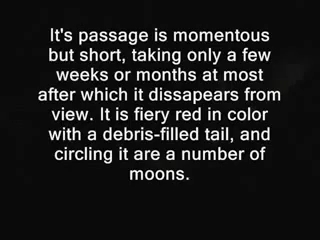 It's passage is momentous
but short, taking only a few
weeks or months at most
after which it dissapears from
view. It is fiery red in color
with a debris-filled tail, and
circling it are a number of
moons.